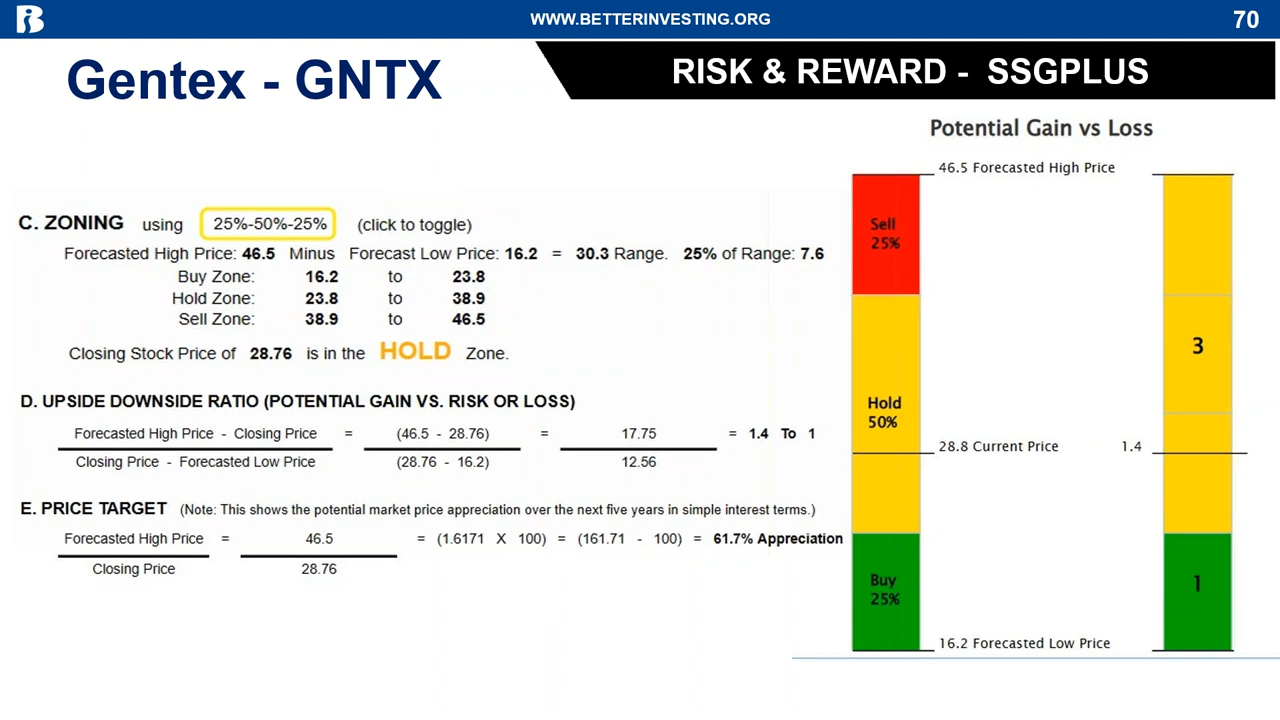 WWW.BETTERINVESTING.ORG
70
Gentex - GNTX
RISK & REWARD - SSGPLUS
C. ZONING using 25%-50%-25% (click to toggle)
Forecasted High Price: 46.5 Minus Forecast Low Price: 16.2 = 30.3 Range. 25% of Range: 7.6
Buy Zone: 16.2 to 23.8
Hold Zone: 23.8 to 38.9
Sell Zone: 38.9 to 46.5
Closing Stock Price of 28.76 is in the HOLD Zone.
D. UPSIDE DOWNSIDE RATIO (POTENTIAL GAIN VS. RISK OR LOSS)
Forecasted High Price - Closing Price = (46.5 - 28.76) = 17.75 = 1.4 To 1
Closing Price - Forecasted Low Price (28.76 - 16.2) 12.56
E. PRICE TARGET (Note: This shows the potential market price appreciation over the next five years in simple interest terms.)
Forecasted High Price = 46.5 = (1.6171 X 100) = (161.71 - 100) = 61.7% Appreciation
Closing Price 28.76
Potential Gain vs Loss
46.5 Forecasted High Price
Sell
25%
3
Hold
50%
28.8 Current Price 1.4
Buy
25%
1
16.2 Forecasted Low Price